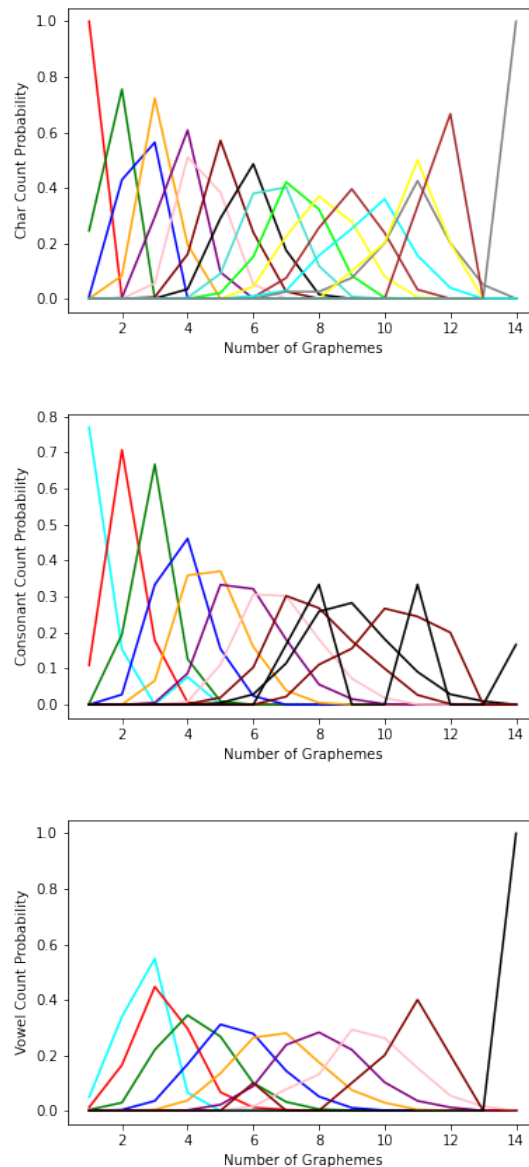 Char Count Probability
1.0
0.8
0.6
0.4
0.2
0.0
2 4 6 8 10 12 14
Number of Graphemes
Consonant Count Probability
0.8
0.7
0.6
0.5
0.4
0.3
0.2
0.1
0.0
2 4 6 8 10 12 14
Number of Graphemes
Vowel Count Probability
1.0
0.8
0.6
0.4
0.2
0.0
2 4 6 8 10 12 14
Number of Graphemes